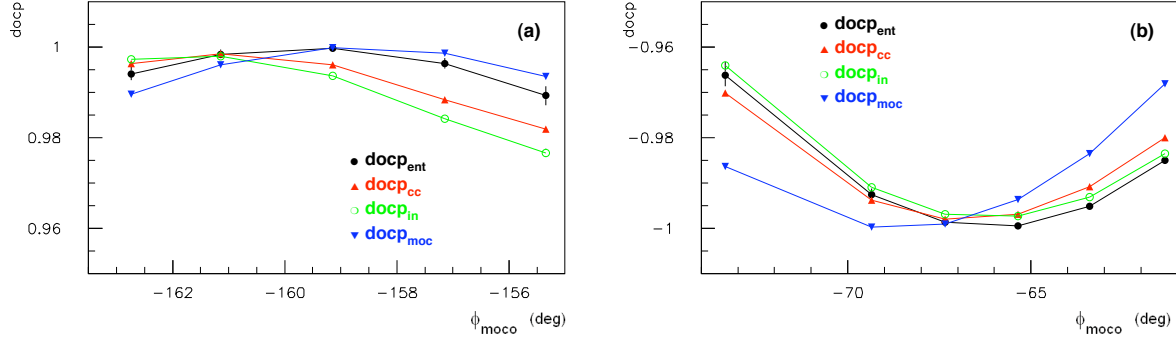 docp
(a)
1
0.98
0.96
docp_ent
docp_cc
docp_in
docp_moc
−162
−160
−158
−156
ϕ_moco (deg)
docp
(b)
−0.96
−0.98
−1
docp_ent
docp_cc
docp_in
docp_moc
−70
−65
ϕ_moco (deg)